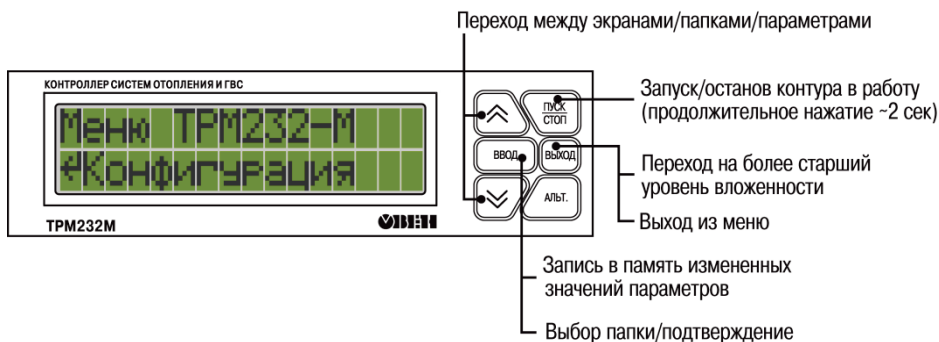 Переход между экранами/папками/параметрами
КОНТРОЛЛЕР СИСТЕМ ОТОПЛЕНИЯ И ГВС
Меню ТРМ232-М
Конфигурация
ТРМ232М
ОВЕН
ПУСК
СТОП
ВВОД
ВЫХОД
АЛЬТ.
Запуск/останов контура в работу
(продолжительное нажатие ~2 сек)
Переход на более старший
уровень вложенности
Выход из меню
Запись в память измененных
значений параметров
Выбор папки/подтверждение